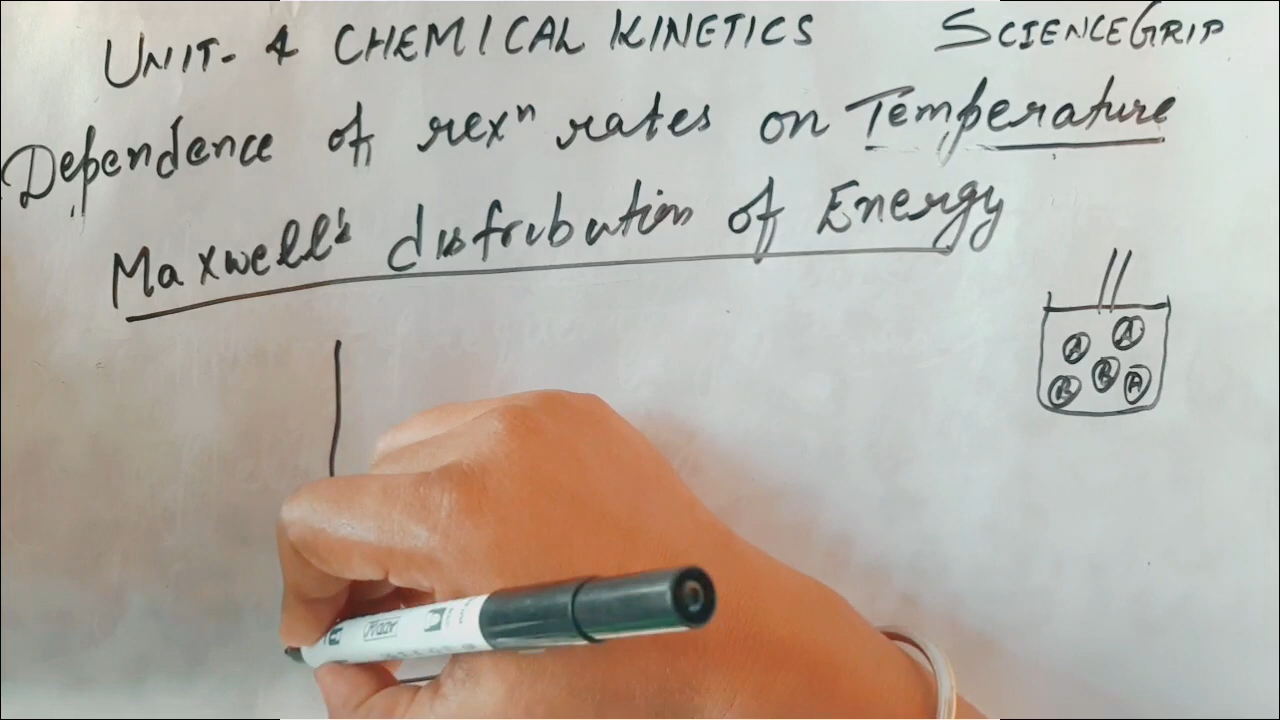 UNIT- 4 CHEMICAL KINETICS SCIENCEGRIP
Dependence of rexⁿ rates on Temperature
Maxwell's distribution of Energy
A A
B B A